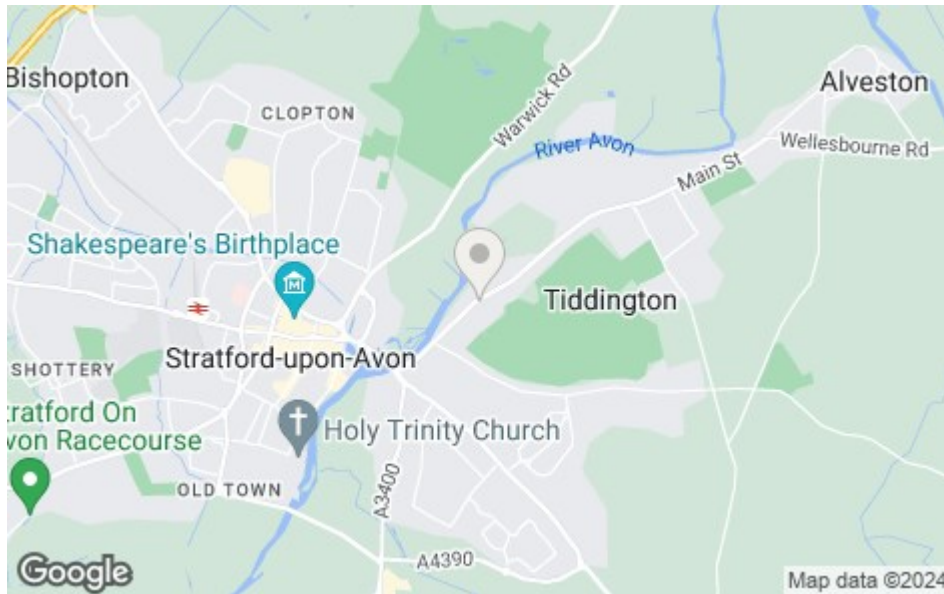 Bishopton
CLOPTON
Warwick Rd
Alveston
River Avon
Wellesbourne Rd
Main St
Shakespeare's Birthplace
M
Tiddington
Stratford-upon-Avon
SHOTTERY
tratford On
von Racecourse
Holy Trinity Church
OLD TOWN
A3400
A4390
Google
Map data ©2024